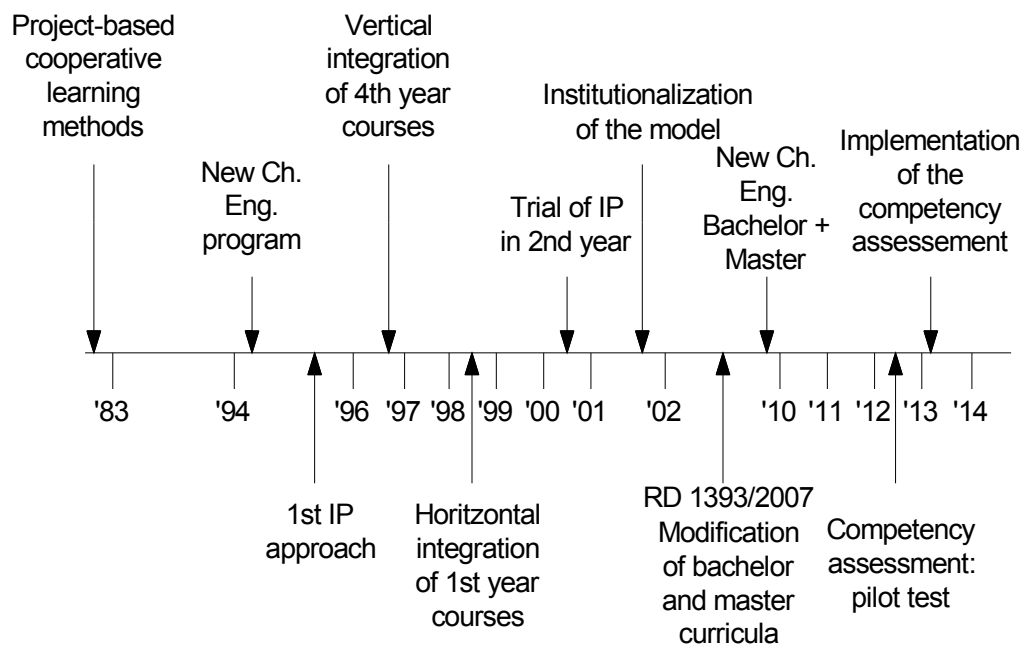 Project-based
cooperative
learning
methods
New Ch.
Eng.
program
Vertical
integration
of 4th year
courses
Trial of IP
in 2nd year
Institutionalization
of the model
New Ch.
Eng.
Bachelor +
Master
Implementation
of the
competency
assessement
'83
'94
'96
'97
'98
'99
'00
'01
'02
'10
'11
'12
'13
'14
1st IP
approach
Horitzontal
integration
of 1st year
courses
RD 1393/2007
Modification
of bachelor
and master
curricula
Competency
assessment:
pilot test